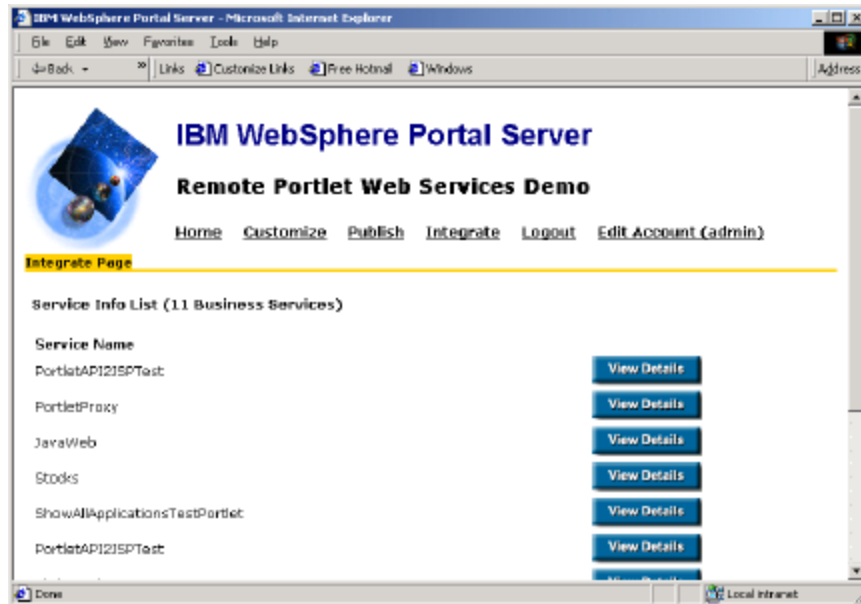 IBM WebSphere Portal Server - Microsoft Internet Explorer
File Edit View Favorites Tools Help
Back » Links Customize Links Free Hotmail Windows Address
IBM WebSphere Portal Server
Remote Portlet Web Services Demo
Home Customize Publish Integrate Logout Edit Account (admin)
Integrate Page
Service Info List (11 Business Services)
Service Name
PortletAPI2JSPTest View Details
PortletProxy View Details
JavaWeb View Details
Stocks View Details
ShowAllApplicationsTestPortlet View Details
PortletAPI2JSPTest View Details
Done Local intranet